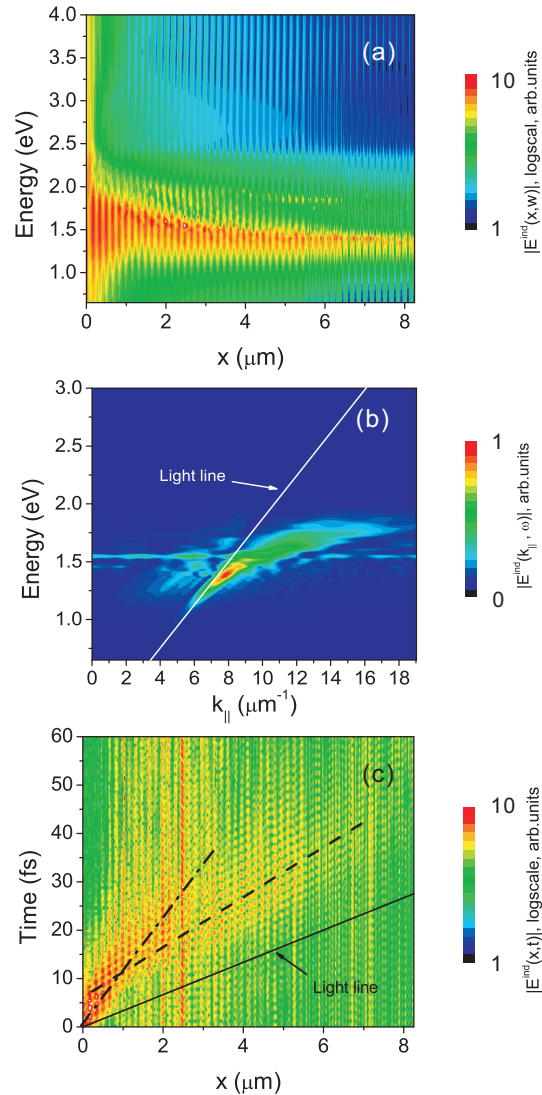 (a)
4.0
3.5
3.0
2.5
2.0
1.5
1.0
Energy (eV)
0 2 4 6 8
x (μm)
10
1
|E^ind(x,w)|, logscal, arb.units
(b)
3.0
2.5
2.0
1.5
1.0
Energy (eV)
Light line
0 2 4 6 8 10 12 14 16 18
k_|| (μm^-1)
1
0
|E^ind(k_|| , ω)|, arb.units
(c)
60
50
40
30
20
10
0
Time (fs)
Light line
0 2 4 6 8
x (μm)
10
1
|E^ind(x,t)|, logscale, arb.units